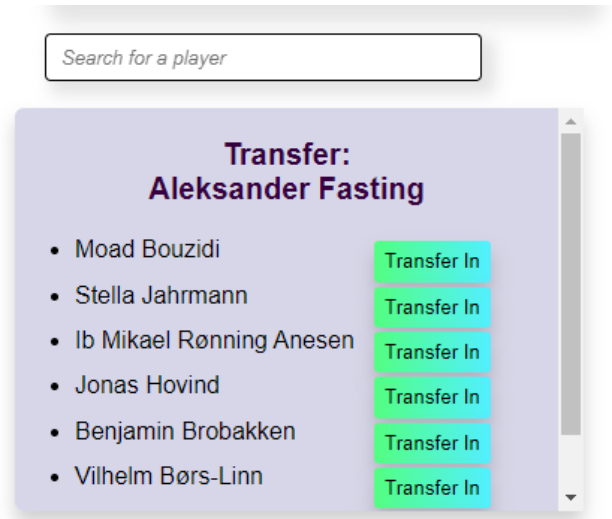 Search for a player
Transfer:
Aleksander Fasting
Moad Bouzidi Transfer In
Stella Jahrmann Transfer In
Ib Mikael Rønning Anesen Transfer In
Jonas Hovind Transfer In
Benjamin Brobakken Transfer In
Vilhelm Børs-Linn Transfer In